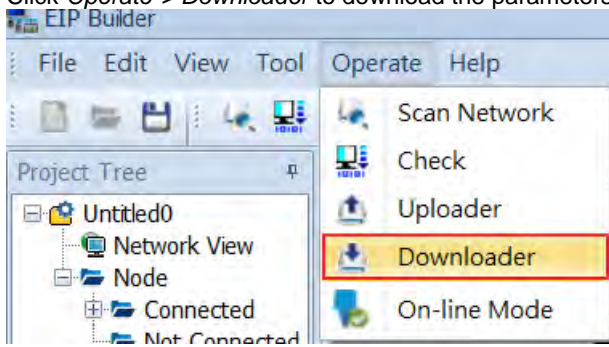 Click Operate > Downloader to download the parameters
EIP Builder
File Edit View Tool Operate Help
Scan Network
Project Tree
Check
Untitled0
Uploader
Network View
Downloader
Node
Connected
On-line Mode
Not Connected